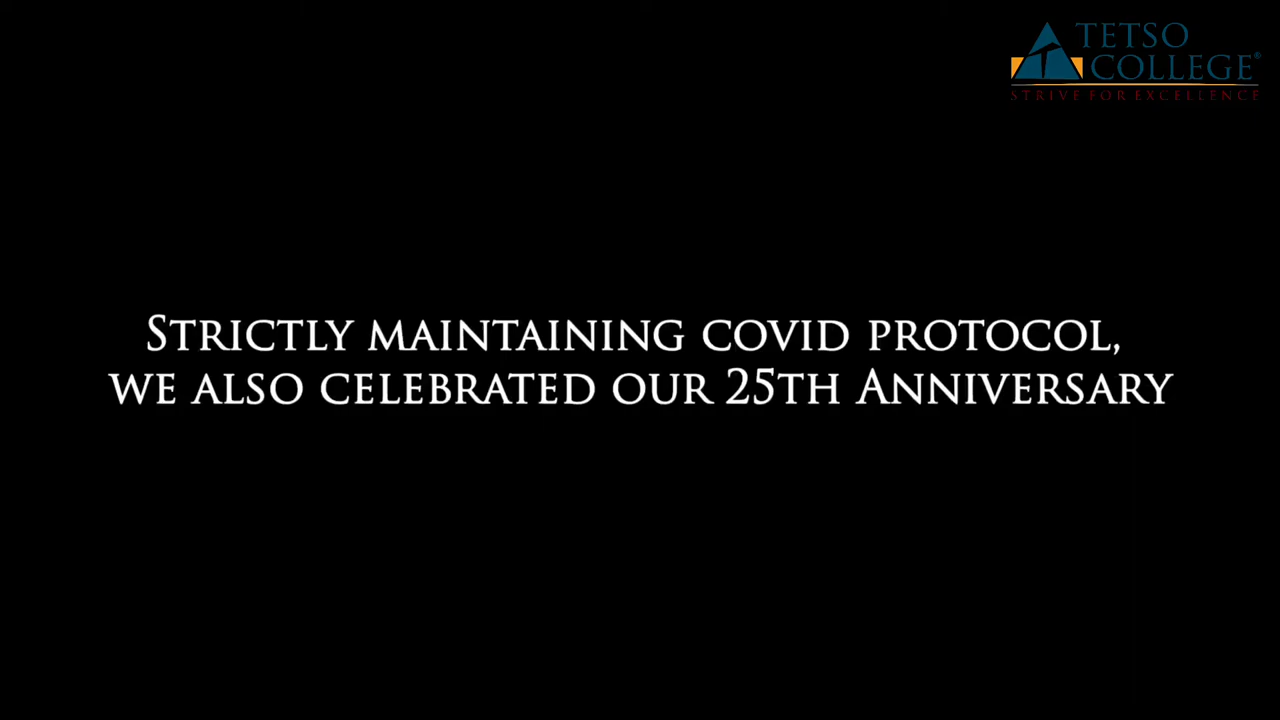 TETSO
COLLEGE®
STRIVE FOR EXCELLENCE
STRICTLY MAINTAINING COVID PROTOCOL,
WE ALSO CELEBRATED OUR 25TH ANNIVERSARY